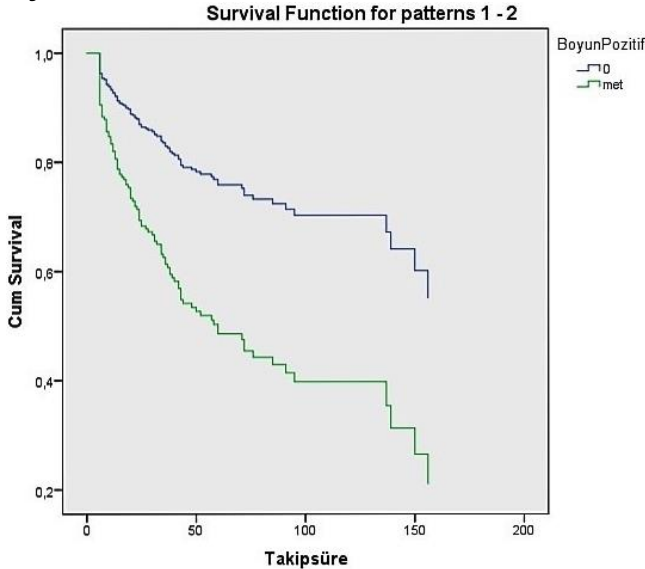 Survival Function for patterns 1 - 2
BoyunPozitif
0
met
1,0
0,8
0,6
0,4
0,2
Cum Survival
0
50
100
150
200
Takipsüre